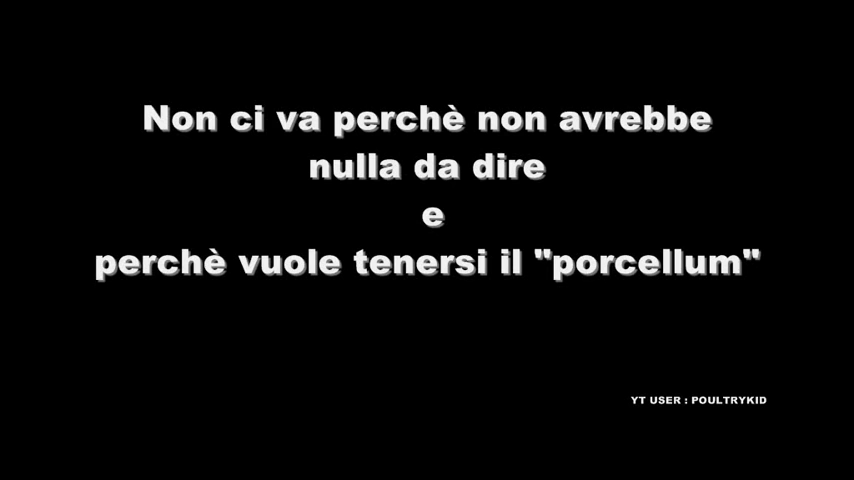 Non ci va perchè non avrebbe
nulla da dire
e
perchè vuole tenersi il "porcellum"
YT USER : POULTRYKID